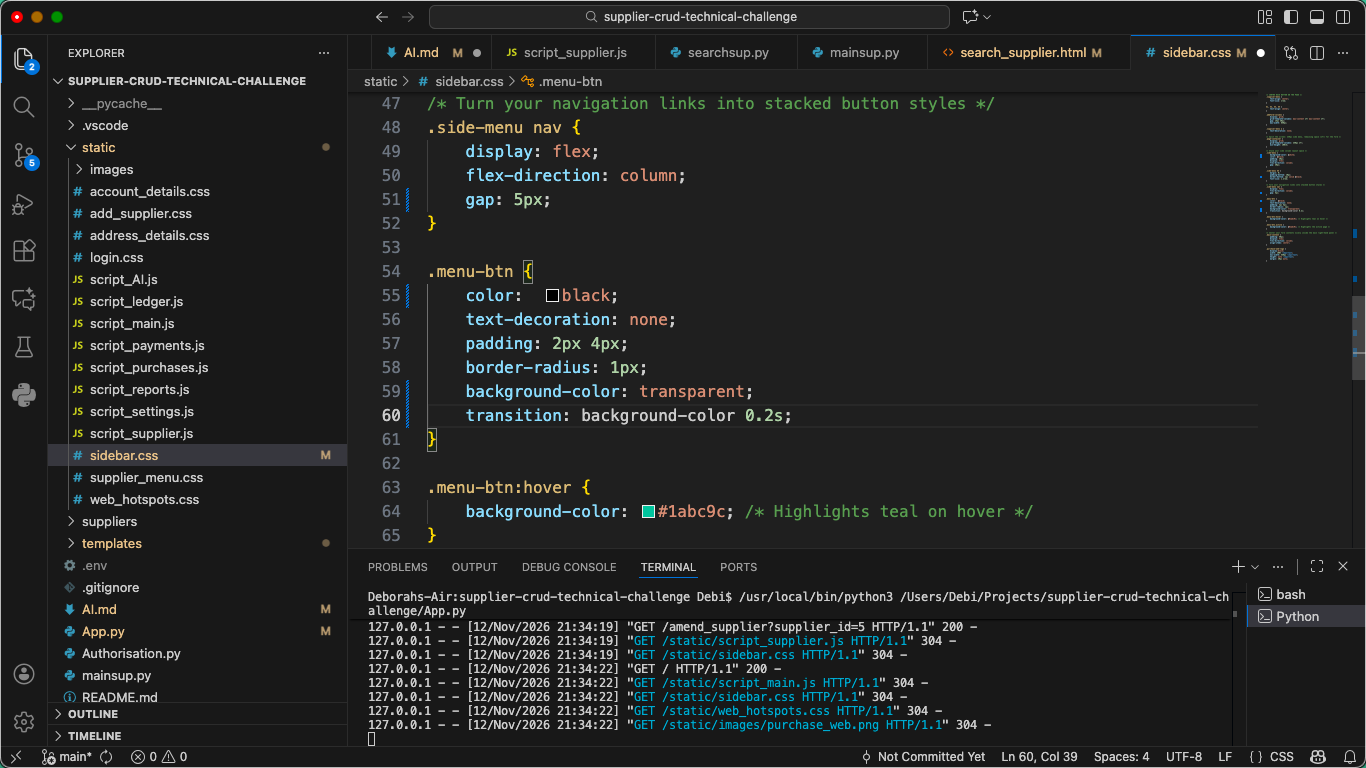 supplier-crud-technical-challenge
EXPLORER
AI.md M
script_supplier.js
searchsup.py
mainsup.py
search_supplier.html M
sidebar.css M
static > sidebar.css > .menu-btn
SUPPLIER-CRUD-TECHNICAL-CHALLENGE
__pycache__
.vscode
static
images
account_details.css
add_supplier.css
address_details.css
login.css
script_AI.js
script_ledger.js
script_main.js
script_payments.js
script_purchases.js
script_reports.js
script_settings.js
script_supplier.js
sidebar.css M
supplier_menu.css
web_hotspots.css
suppliers
templates
.env
.gitignore
AI.md M
App.py M
Authorisation.py
mainsup.py
README.md
OUTLINE
TIMELINE
2
5
47 /* Turn your navigation links into stacked button styles */
48 .side-menu nav {
49 display: flex;
50 flex-direction: column;
51 gap: 5px;
52 }
53
54 .menu-btn {
55 color: black;
56 text-decoration: none;
57 padding: 2px 4px;
58 border-radius: 1px;
59 background-color: transparent;
60 transition: background-color 0.2s;
61 }
62
63 .menu-btn:hover {
64 background-color: #1abc9c; /* Highlights teal on hover */
65 }
PROBLEMS OUTPUT DEBUG CONSOLE TERMINAL PORTS
Deborahs-Air:supplier-crud-technical-challenge Debi$ /usr/local/bin/python3 /Users/Debi/Projects/supplier-crud-technical-ch
allenge/App.py
127.0.0.1 - - [12/Nov/2026 21:34:19] "GET /amend_supplier?supplier_id=5 HTTP/1.1" 200 -
127.0.0.1 - - [12/Nov/2026 21:34:19] "GET /static/script_supplier.js HTTP/1.1" 304 -
127.0.0.1 - - [12/Nov/2026 21:34:19] "GET /static/sidebar.css HTTP/1.1" 304 -
127.0.0.1 - - [12/Nov/2026 21:34:22] "GET / HTTP/1.1" 200 -
127.0.0.1 - - [12/Nov/2026 21:34:22] "GET /static/script_main.js HTTP/1.1" 304 -
127.0.0.1 - - [12/Nov/2026 21:34:22] "GET /static/sidebar.css HTTP/1.1" 304 -
127.0.0.1 - - [12/Nov/2026 21:34:22] "GET /static/web_hotspots.css HTTP/1.1" 304 -
127.0.0.1 - - [12/Nov/2026 21:34:22] "GET /static/images/purchase_web.png HTTP/1.1" 304 -
bash
Python
main* 0 0 Not Committed Yet Ln 60, Col 39 Spaces: 4 UTF-8 LF { } CSS